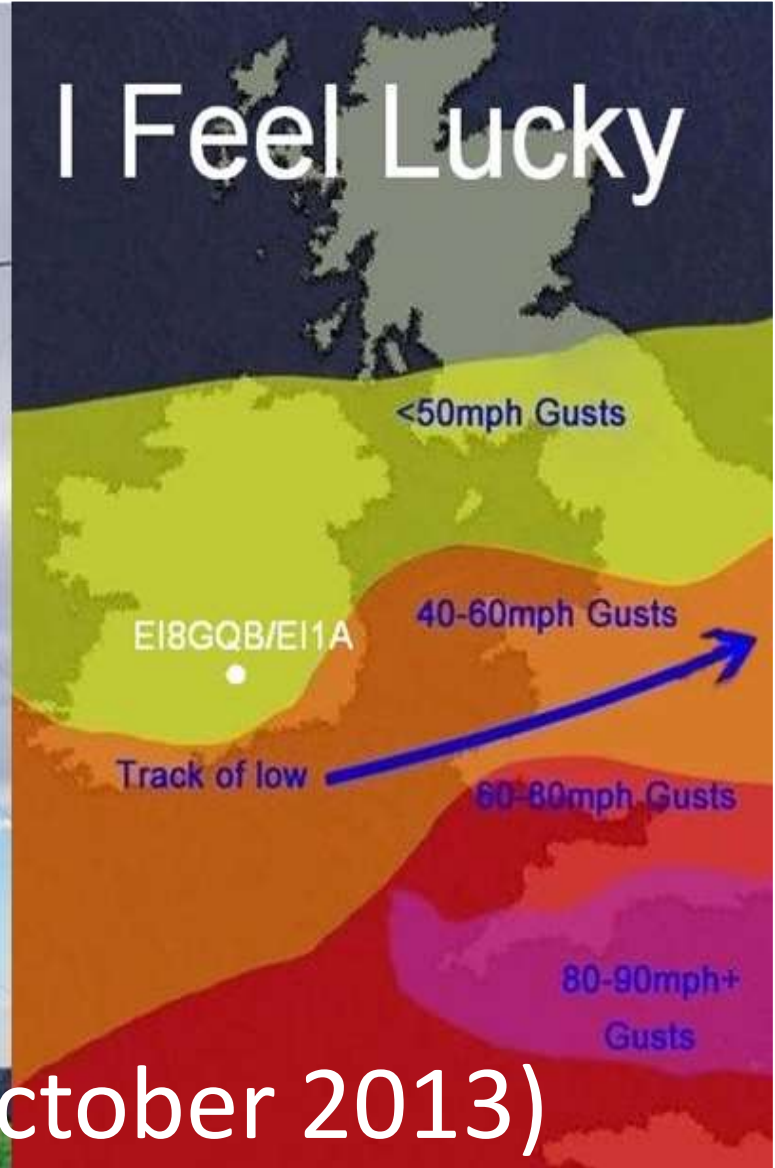 I Feel Lucky
<50mph Gusts
40-60mph Gusts
EI8GQB/EI1A
Track of low
60-80mph Gusts
80-90mph+
Gusts
ctober 2013)